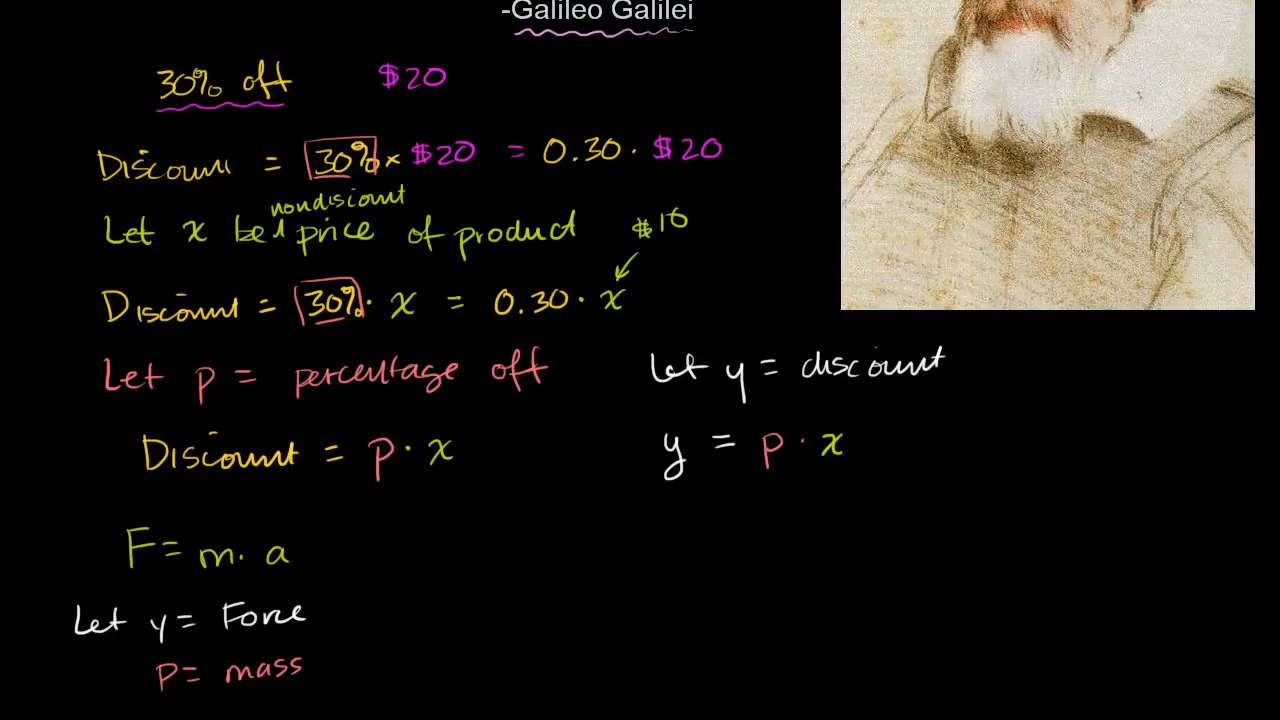 -Galileo Galilei
30% off $20
Discount = 30% × $20 = 0.30 · $20
nondiscount
Let x be price of product $10
Discount = 30% · x = 0.30 · x
Let p = percentage off Let y = discount
Discount = p · x y = p · x
F = m · a
Let y = Force
p = mass